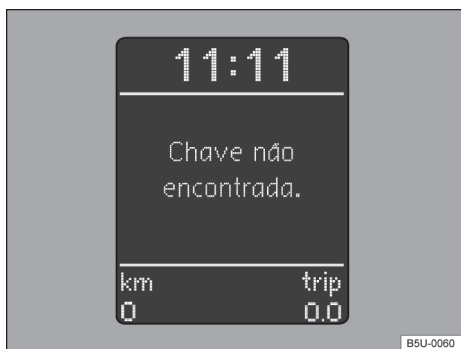 11:11
Chave não
encontrada.
km trip
0 0.0
B5U-0060